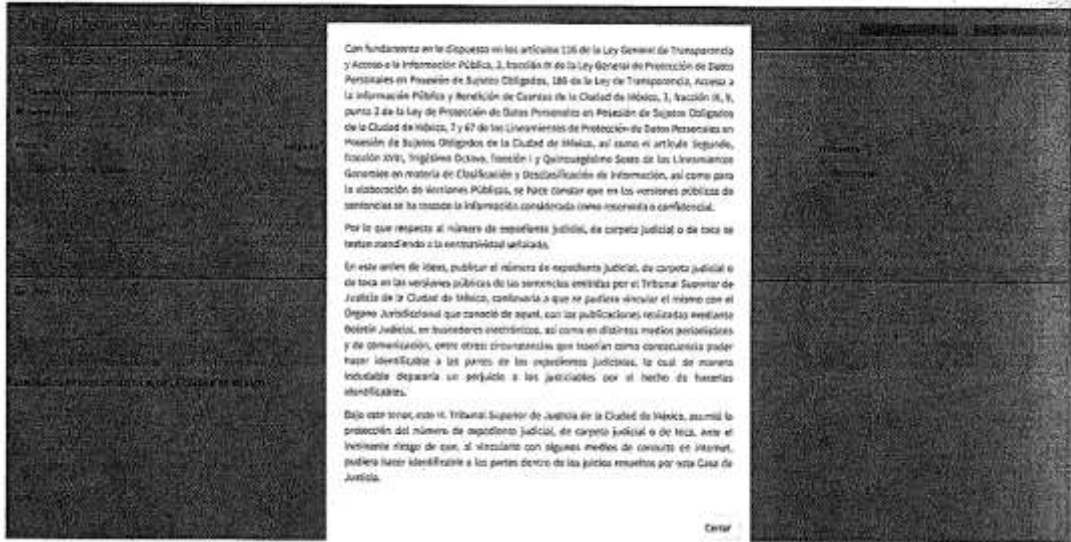 Con fundamento en lo dispuesto en los artículos 116 de la Ley General de Transparencia
y Acceso a la Información Pública, 3, fracción IX de la Ley General de Protección de Datos
Personales en Posesión de Sujetos Obligados, 186 de la Ley de Transparencia, Acceso a
la Información Pública y Rendición de Cuentas de la Ciudad de México, 3, fracción IX, 9,
punto 2 de la Ley de Protección de Datos Personales en Posesión de Sujetos Obligados
de la Ciudad de México, 7 y 67 de los Lineamientos de Protección de Datos Personales en
Posesión de Sujetos Obligados de la Ciudad de México, así como el artículo Segundo,
fracción XVIII, Trigésimo Octavo, fracción I y Quincuagésimo Sexto de los Lineamientos
Generales en materia de Clasificación y Desclasificación de Información, así como para
la elaboración de Versiones Públicas, se hace constar que en las versiones públicas de
sentencias se ha testado la información considerada como reservada o confidencial.
Por lo que respecta al número de expediente judicial, de carpeta judicial o de toca se
testan atendiendo a la normatividad señalada.
En este orden de ideas, publicar el número de expediente judicial, de carpeta judicial o
de toca en las versiones públicas de las sentencias emitidas por el Tribunal Superior de
Justicia de la Ciudad de México, conllevaría a que se pudiera vincular el mismo con el
Órgano Jurisdiccional que conoció de aquel, con las publicaciones realizadas mediante
Boletín Judicial, en buscadores electrónicos, así como en distintos medios periodísticos
y de comunicación, entre otras circunstancias que traerían como consecuencia poder
hacer identificable a las partes de los expedientes judiciales, lo cual de manera
indudable depararía un perjuicio a los justiciables por el hecho de hacerlas
identificables.
Bajo este tenor, este H. Tribunal Superior de Justicia de la Ciudad de México, asumió la
protección del número de expediente judicial, de carpeta judicial o de toca, ante el
inminente riesgo de que, al vincularlo con algunos medios de consulta en internet,
pudiera hacer identificable a las partes dentro de los juicios resueltos por esta Casa de
Justicia.
Cerrar